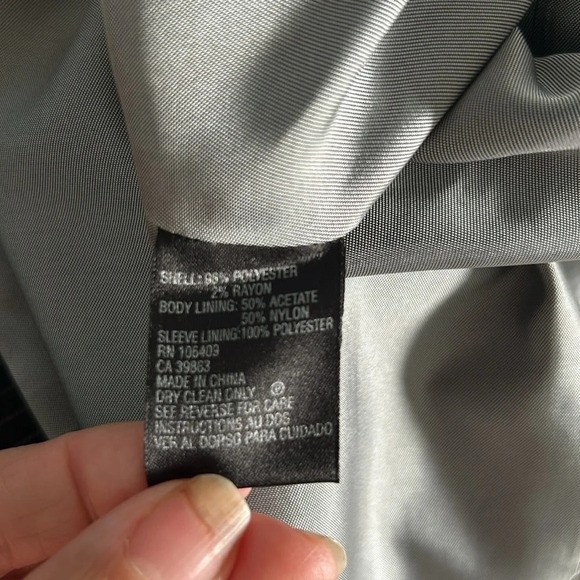 SHELL: 98% POLYESTER
2% RAYON
BODY LINING: 50% ACETATE
50% NYLON
SLEEVE LINING:100% POLYESTER
RN 106409
CA 39863
MADE IN CHINA
DRY CLEAN ONLY Ⓟ
SEE REVERSE FOR CARE
INSTRUCTIONS AU DOS
VER AL DORSO PARA CUIDADO